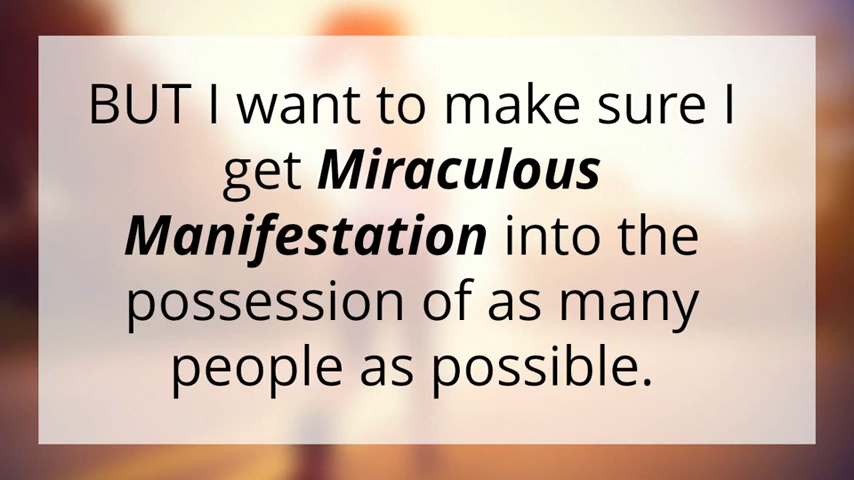 BUT I want to make sure I
get Miraculous
Manifestation into the
possession of as many
people as possible.